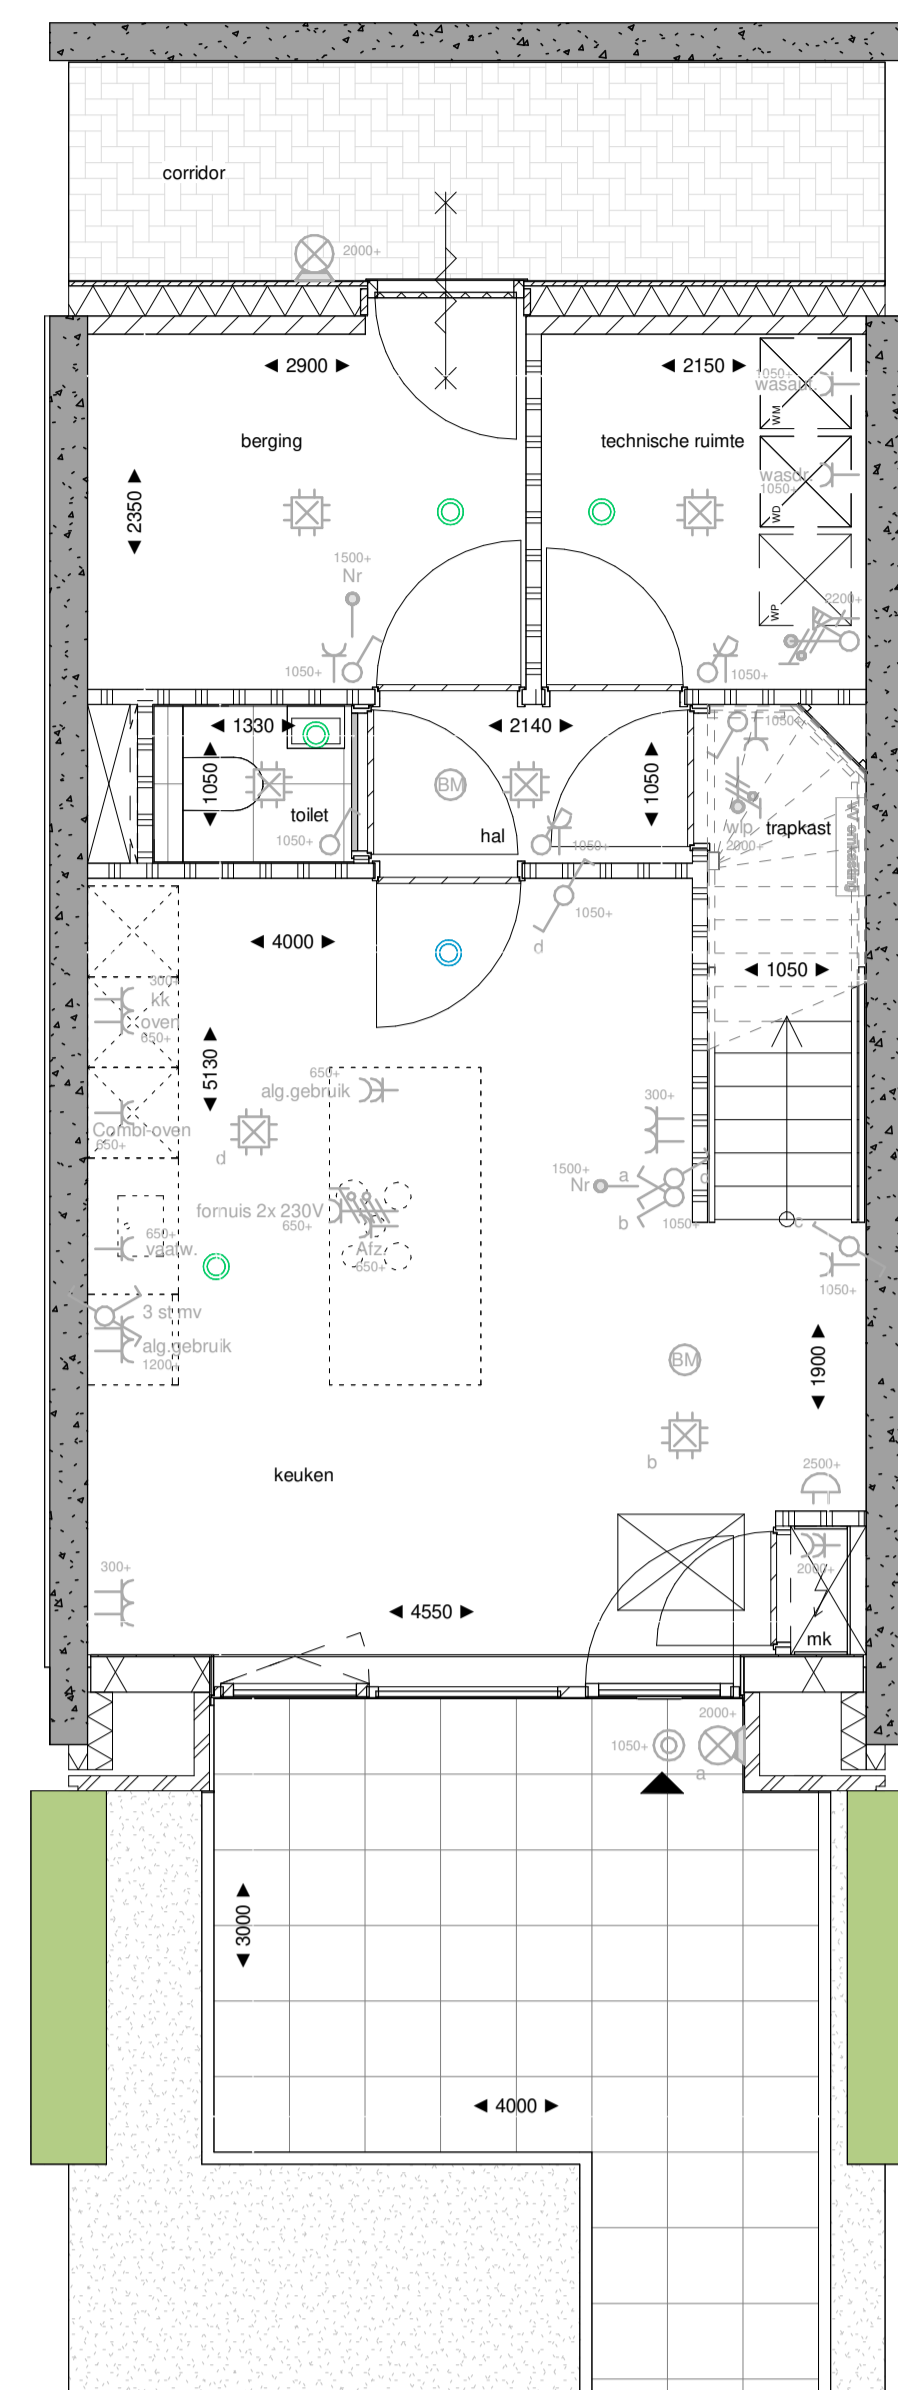 corridor
2000+
2900
2150
1050+
wasaut.
WM
berging
technische ruimte
wasdr.
1050+
WD
2350
1500+
Nr
WP
2200+
1050+
1050+
1330
2140
1050+
1050
BM
1050
toilet
hal
wlp
2000+
trapkast
VV omkasting
1050+
1050+
1050+
d
4000
1050
300+
kk
oven
650+
5130
650+
alg.gebruik
300+
Combi-oven
650+
d
1500+
Nr
a
d
b
1050+
fornuis 2x 230V
650+
Afz.
650+
c
650+
vaatw.
1050+
3 st mv
alg.gebruik
1200+
BM
1900
b
2500+
keuken
300+
2000+
4550
mk
2000+
1050+
a
3000
4000